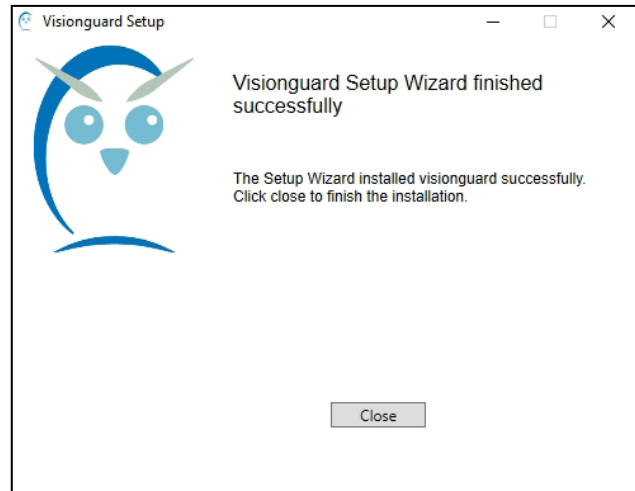 Visionguard Setup
Visionguard Setup Wizard finished
successfully
The Setup Wizard installed visionguard successfully.
Click close to finish the installation.
Close